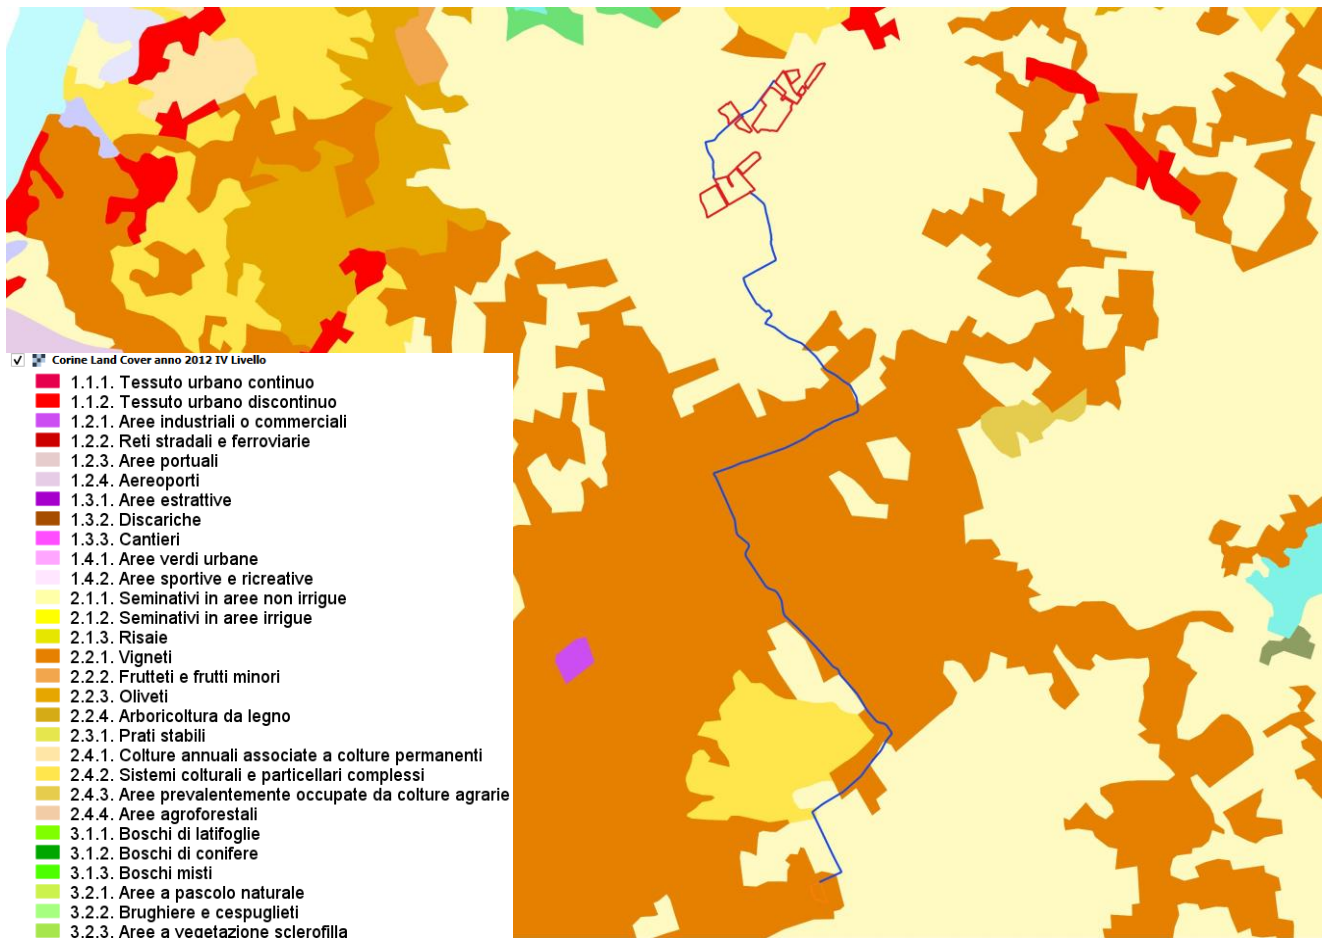 Corine Land Cover anno 2012 IV Livello
1.1.1. Tessuto urbano continuo
1.1.2. Tessuto urbano discontinuo
1.2.1. Aree industriali o commerciali
1.2.2. Reti stradali e ferroviarie
1.2.3. Aree portuali
1.2.4. Aereoporti
1.3.1. Aree estrattive
1.3.2. Discariche
1.3.3. Cantieri
1.4.1. Aree verdi urbane
1.4.2. Aree sportive e ricreative
2.1.1. Seminativi in aree non irrigue
2.1.2. Seminativi in aree irrigue
2.1.3. Risaie
2.2.1. Vigneti
2.2.2. Frutteti e frutti minori
2.2.3. Oliveti
2.2.4. Arboricoltura da legno
2.3.1. Prati stabili
2.4.1. Colture annuali associate a colture permanenti
2.4.2. Sistemi colturali e particellari complessi
2.4.3. Aree prevalentemente occupate da colture agrarie
2.4.4. Aree agroforestali
3.1.1. Boschi di latifoglie
3.1.2. Boschi di conifere
3.1.3. Boschi misti
3.2.1. Aree a pascolo naturale
3.2.2. Brughiere e cespuglieti
3.2.3. Aree a vegetazione sclerofilla